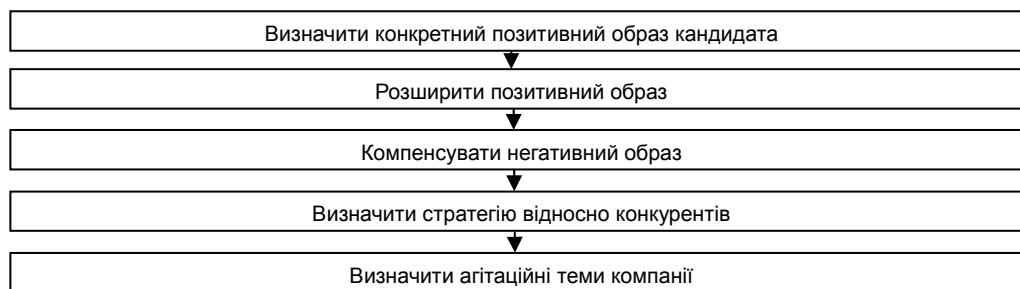 Визначити конкретний позитивний образ кандидата
Розширити позитивний образ
Компенсувати негативний образ
Визначити стратегію відносно конкурентів
Визначити агітаційні теми компанії